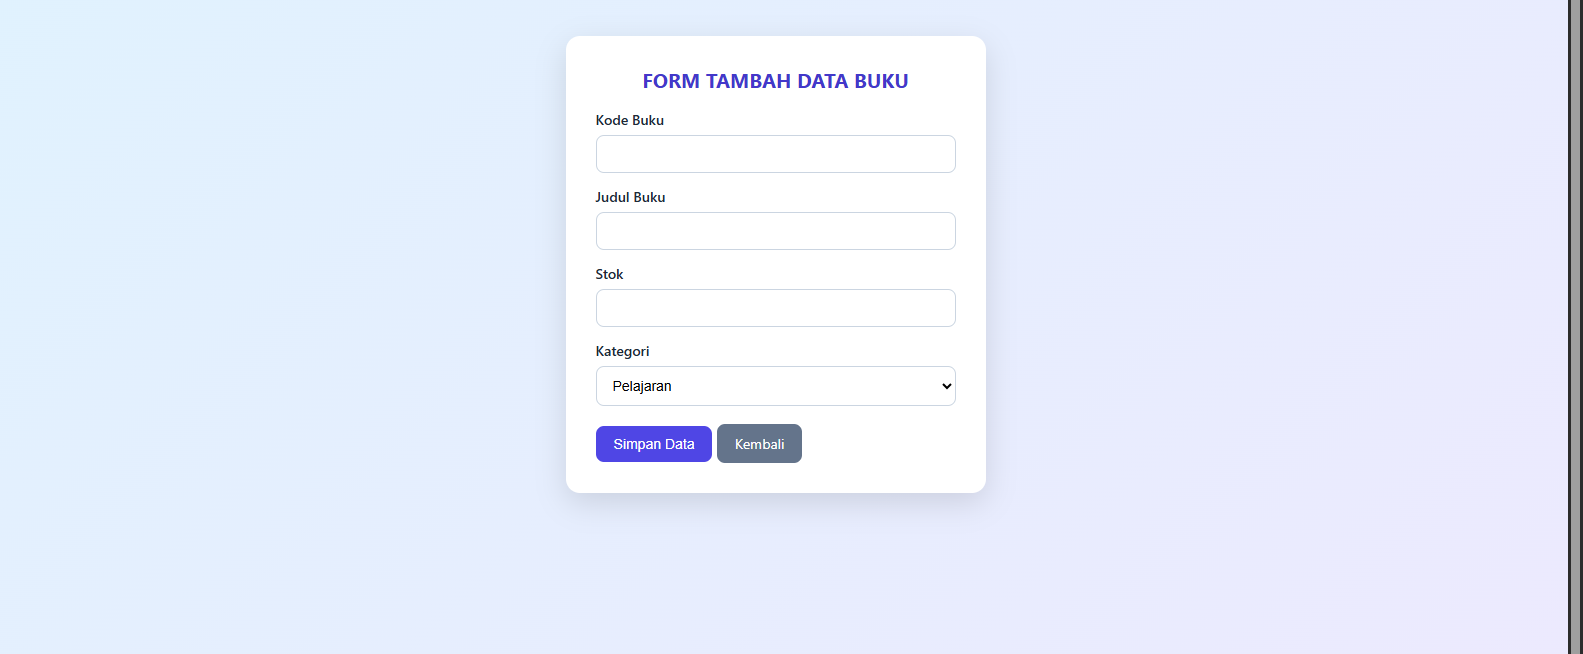 FORM TAMBAH DATA BUKU
Kode Buku
Judul Buku
Stok
Kategori
Pelajaran
Simpan Data Kembali